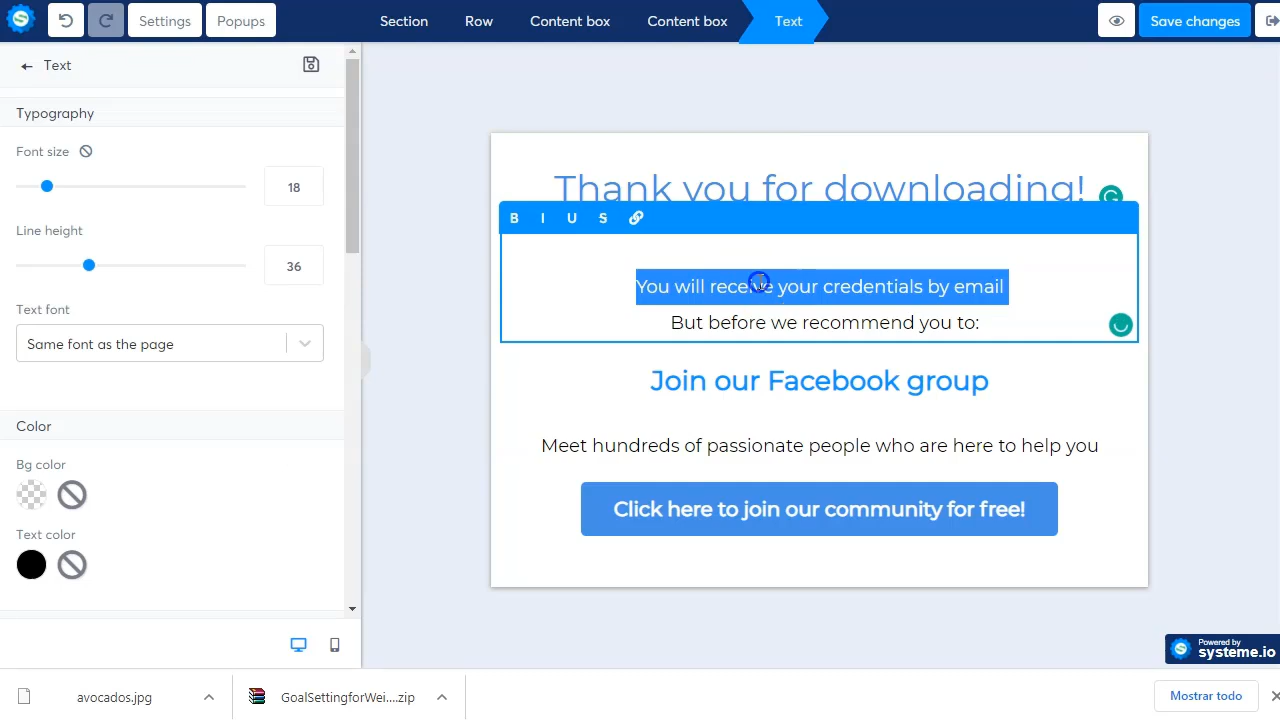 Settings
Popups
Section
Row
Content box
Content box
Text
Save changes
Text
Typography
Font size
18
Line height
36
Text font
Same font as the page
Color
Bg color
Text color
Thank you for downloading!
B I U S
You will receive your credentials by email
But before we recommend you to:
Join our Facebook group
Meet hundreds of passionate people who are here to help you
Click here to join our community for free!
Powered by
systeme.io
avocados.jpg
GoalSettingforWei....zip
Mostrar todo